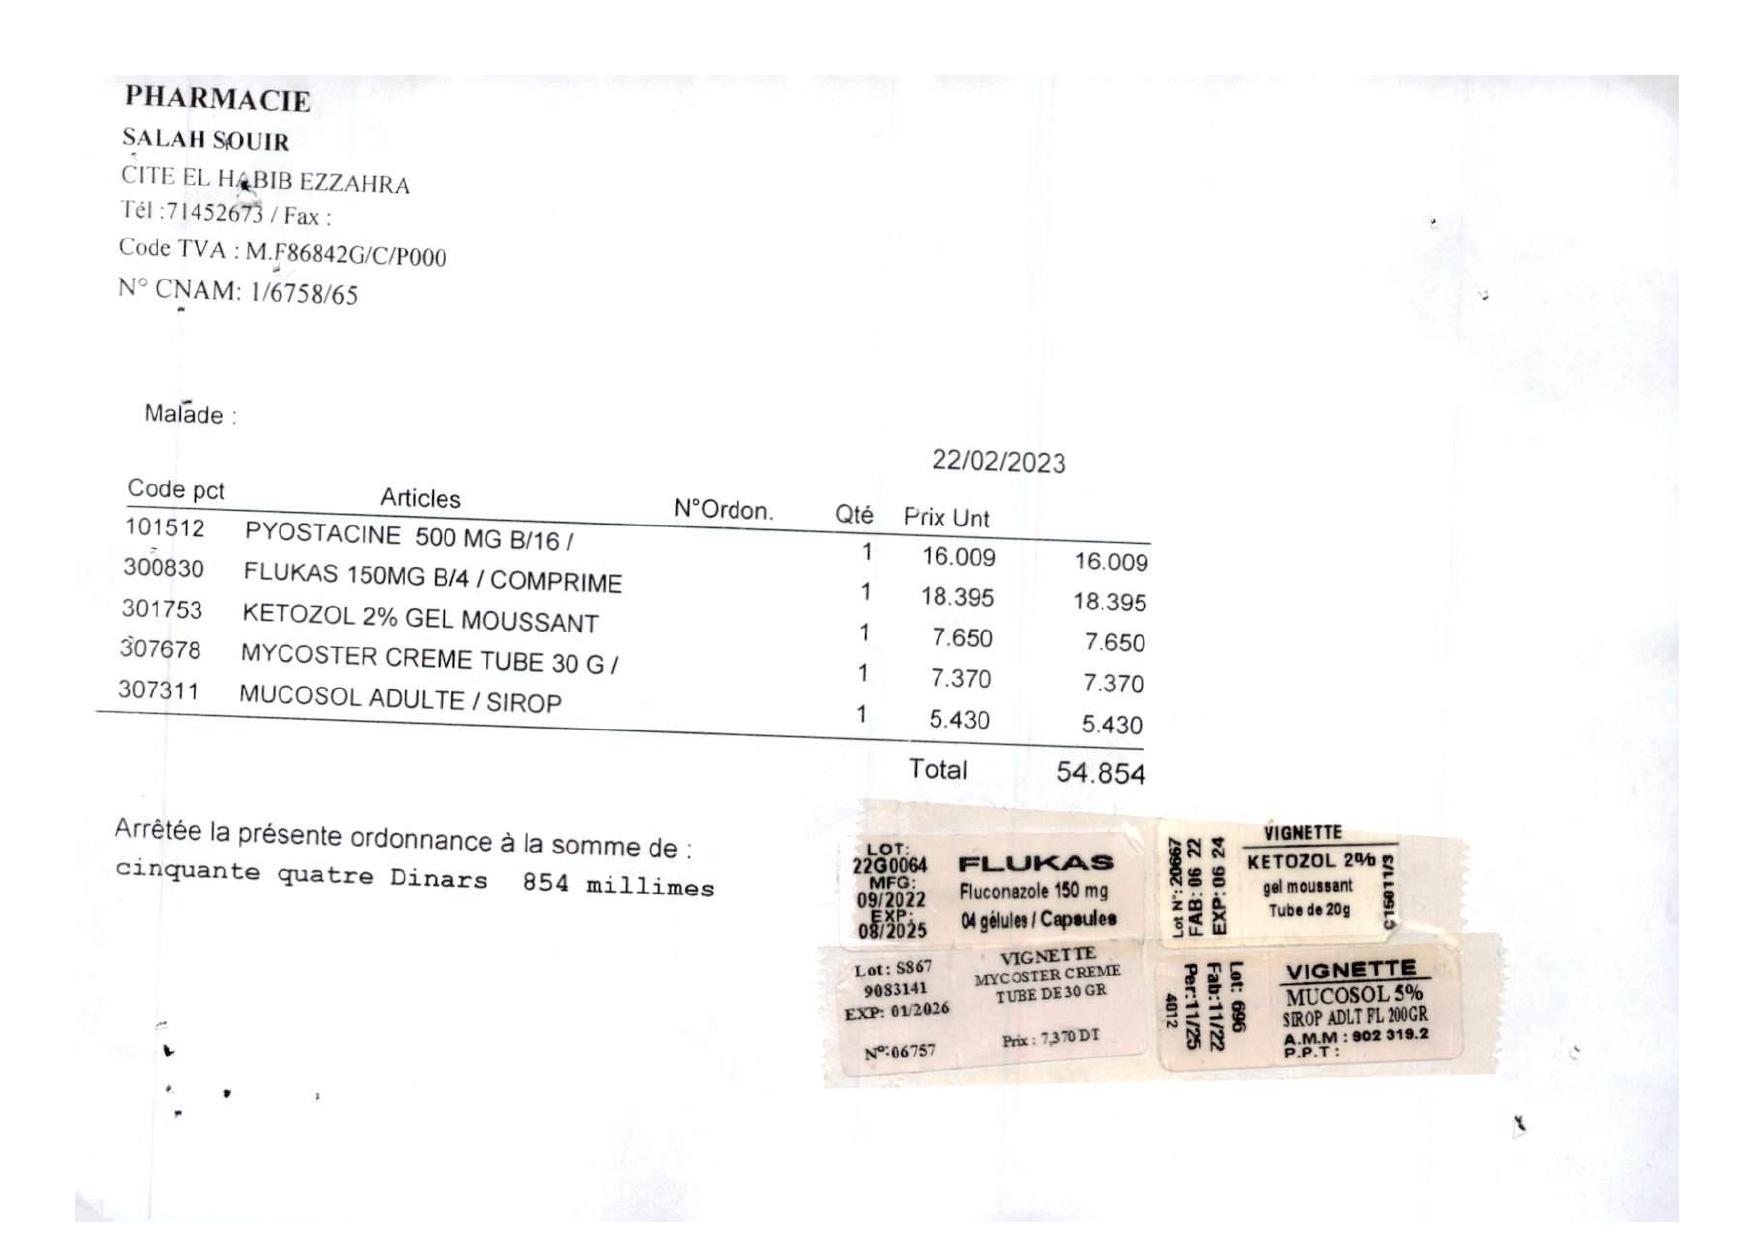 PHARMACIE
SALAH SOUIR
CITE EL HABIB EZZAHRA
Tél :71452673 / Fax :
Code TVA : M.F86842G/C/P000
N° CNAM: 1/6758/65
Malade :
22/02/2023
Code pct Articles N°Ordon. Qté Prix Unt
101512 PYOSTACINE 500 MG B/16 / 1 16.009 16.009
300830 FLUKAS 150MG B/4 / COMPRIME 1 18.395 18.395
301753 KETOZOL 2% GEL MOUSSANT 1 7.650 7.650
307678 MYCOSTER CREME TUBE 30 G / 1 7.370 7.370
307311 MUCOSOL ADULTE / SIROP 1 5.430 5.430
Total 54.854
Arrêtée la présente ordonnance à la somme de :
cinquante quatre Dinars 854 millimes
LOT:
22G0064
MFG:
09/2022
EXP:
08/2025
FLUKAS
Fluconazole 150 mg
04 gélules / Capsules
Lot N°: 20667
FAB: 06 22
EXP: 06 24
VIGNETTE
KETOZOL 2%
gel moussant
Tube de 20g
C15011/3
Lot: S867
9083141
EXP: 01/2026
N°:06757
VIGNETTE
MYCOSTER CREME
TUBE DE 30 GR
Prix : 7,370 DT
Lot: 696
Fab:11/22
Per:11/25
4012
VIGNETTE
MUCOSOL 5%
SIROP ADLT FL 200GR
A.M.M : 902 319.2
P.P.T :